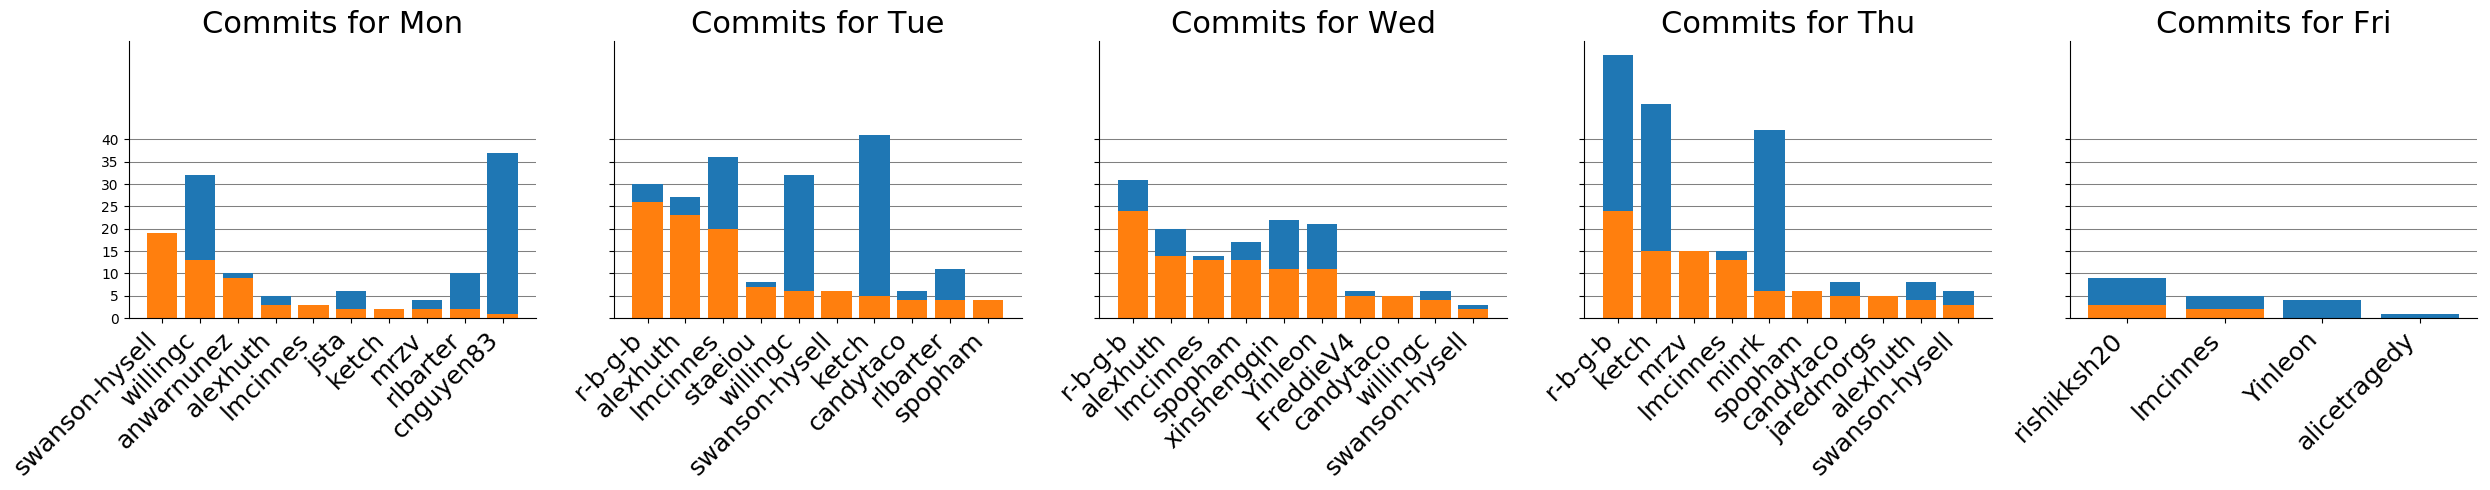 Commits for Mon
Commits for Tue
Commits for Wed
Commits for Thu
Commits for Fri
40
35
30
25
20
15
10
5
0
swanson-hysell
willingc
anwarnunez
alexhuth
lmcinnes
jsta
ketch
mrzv
rlbarter
cnguyen83
r-b-g-b
alexhuth
lmcinnes
staeiou
willingc
swanson-hysell
ketch
candytaco
rlbarter
spopham
r-b-g-b
alexhuth
lmcinnes
spopham
xinshengqin
Yinleon
FreddieV4
candytaco
willingc
swanson-hysell
r-b-g-b
ketch
mrzv
lmcinnes
minrk
spopham
candytaco
jaredmorgs
alexhuth
swanson-hysell
rishikksh20
lmcinnes
Yinleon
alicetragedy